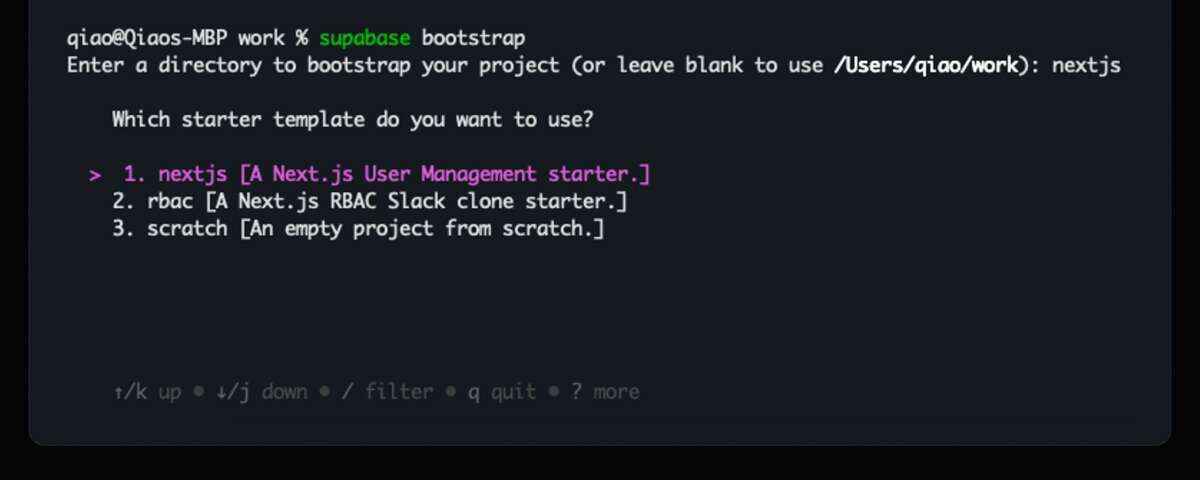 qiao@Qiaos-MBP work % supabase bootstrap
Enter a directory to bootstrap your project (or leave blank to use /Users/qiao/work): nextjs
Which starter template do you want to use?
> 1. nextjs [A Next.js User Management starter.]
2. rbac [A Next.js RBAC Slack clone starter.]
3. scratch [An empty project from scratch.]
↑/k up • ↓/j down • / filter • q quit • ? more